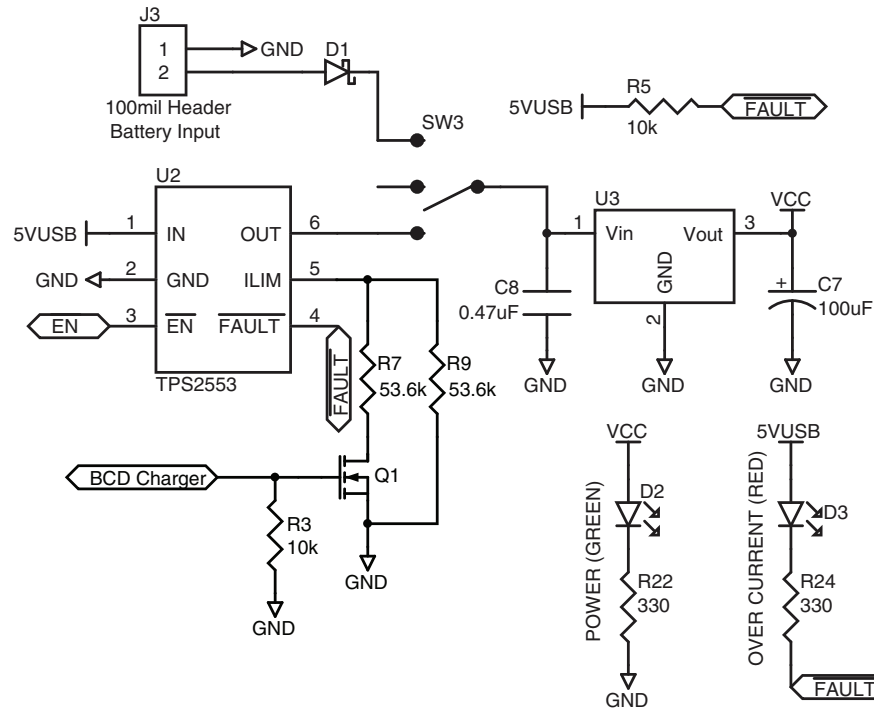 J3
1
GND
2
D1
100mil Header
Battery Input
SW3
5VUSB
R5
10k
FAULT
U2
5VUSB
1
IN
OUT
6
GND
2
GND
ILIM
5
EN
3
EN
FAULT
4
TPS2553
FAULT
R7
53.6k
R9
53.6k
BCD Charger
Q1
R3
10k
GND
GND
C8
0.47uF
GND
U3
1
Vin
Vout
3
GND
2
GND
VCC
C7
+
100uF
GND
VCC
D2
POWER (GREEN)
R22
330
GND
5VUSB
D3
OVER CURRENT (RED)
R24
330
FAULT